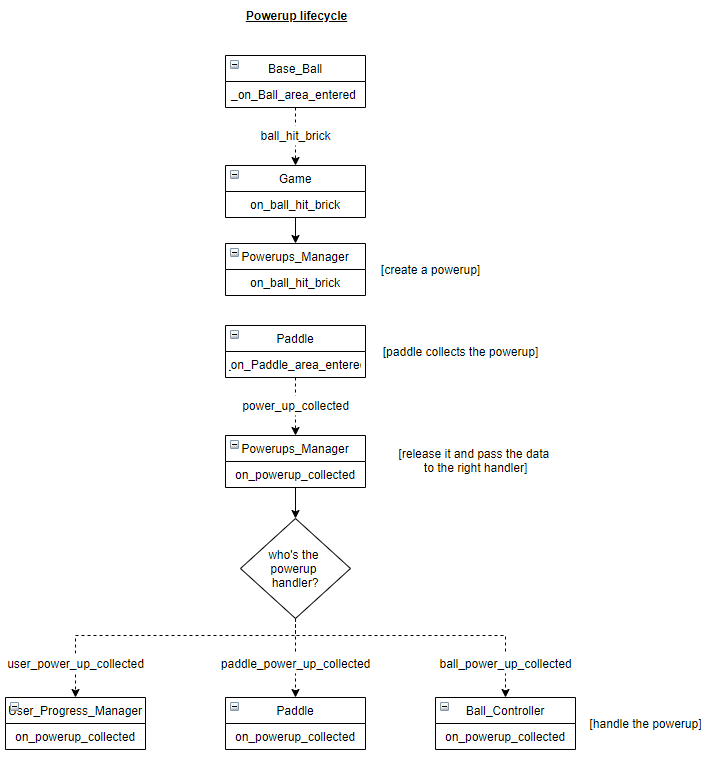 Powerup lifecycle
Base_Ball
_on_Ball_area_entered
ball_hit_brick
Game
on_ball_hit_brick
Powerups_Manager
[create a powerup]
on_ball_hit_brick
Paddle
[paddle collects the powerup]
_on_Paddle_area_entere
power_up_collected
Powerups_Manager
[release it and pass the data
to the right handler]
on_powerup_collected
who's the
powerup
handler?
user_power_up_collected
paddle_power_up_collected
ball_power_up_collected
User_Progress_Manager
Paddle
Ball_Controller
[handle the powerup]
on_powerup_collected
on_powerup_collected
on_powerup_collected